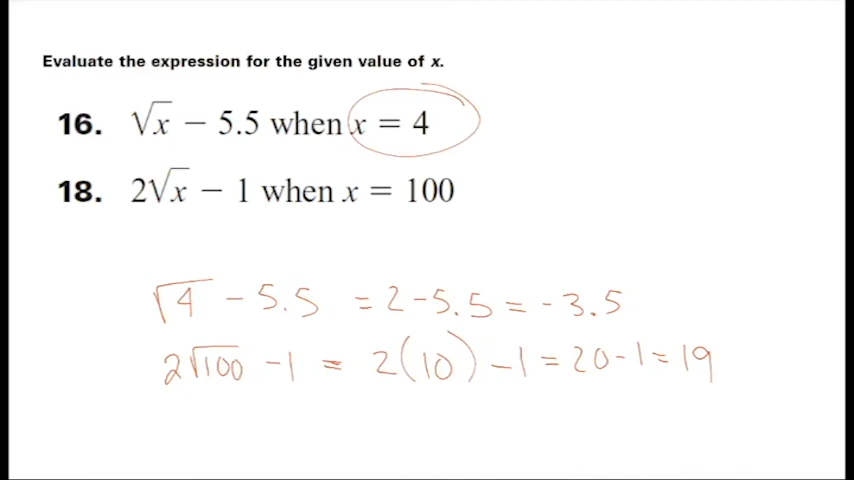 Evaluate the expression for the given value of x.
16. √x − 5.5 when x = 4
18. 2√x − 1 when x = 100
√4 - 5.5 = 2 - 5.5 = -3.5
2√100 - 1 = 2(10) - 1 = 20 - 1 = 19